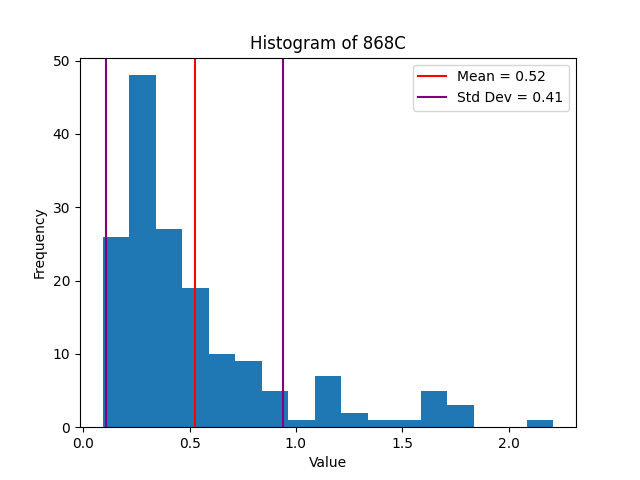 Histogram of 868C
Mean = 0.52
Std Dev = 0.41
50
40
30
20
10
0
Frequency
0.0 0.5 1.0 1.5 2.0
Value